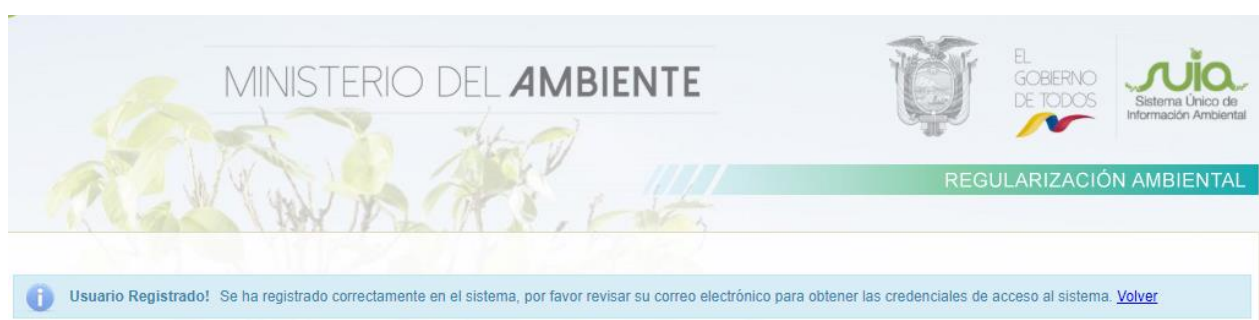 MINISTERIO DEL AMBIENTE
EL
GOBIERNO
DE TODOS
suia
Sistema Único de
Información Ambiental
REGULARIZACIÓN AMBIENTAL
Usuario Registrado! Se ha registrado correctamente en el sistema, por favor revisar su correo electrónico para obtener las credenciales de acceso al sistema. Volver